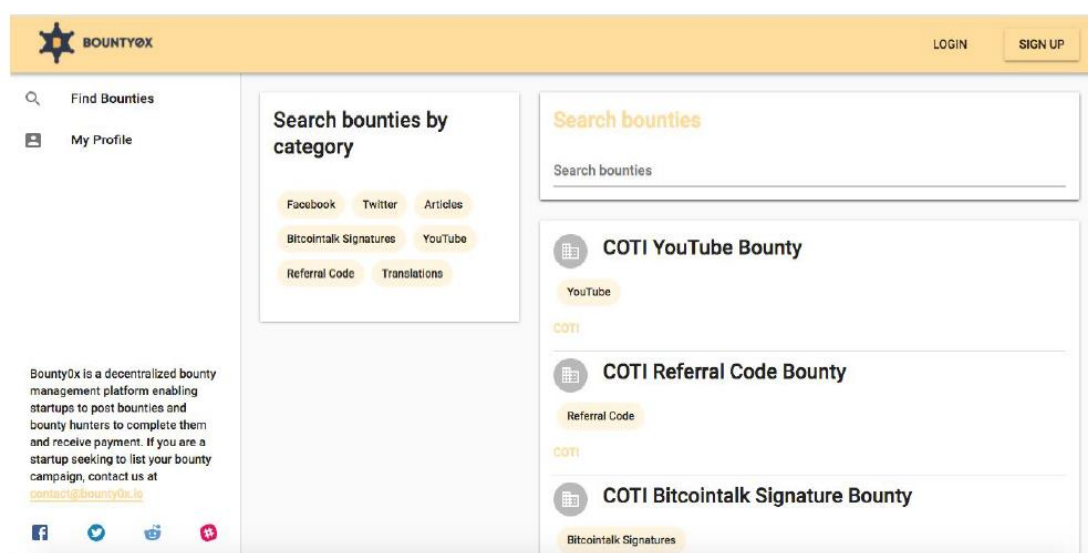 BOUNTYØX
LOGIN
SIGN UP
Find Bounties
My Profile
Search bounties by
category
Facebook Twitter Articles
Bitcointalk Signatures YouTube
Referral Code Translations
Search bounties
Search bounties
COTI YouTube Bounty
YouTube
COTI
COTI Referral Code Bounty
Referral Code
COTI
COTI Bitcointalk Signature Bounty
Bitcointalk Signatures
Bounty0x is a decentralized bounty
management platform enabling
startups to post bounties and
bounty hunters to complete them
and receive payment. If you are a
startup seeking to list your bounty
campaign, contact us at
contact@bounty0x.io